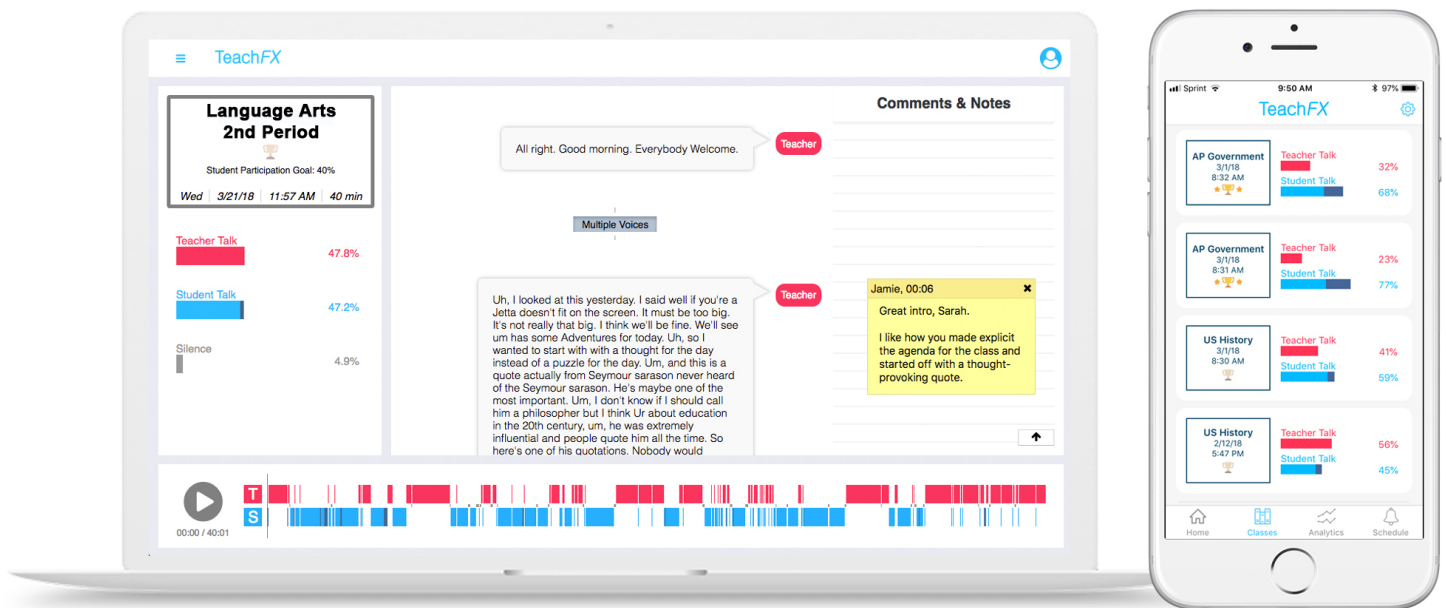 TeachFX
Language Arts
2nd Period
Student Participation Goal: 40%
Wed 3/21/18 11:57 AM 40 min
Teacher Talk
47.8%
Student Talk
47.2%
Silence
4.9%
All right. Good morning. Everybody Welcome.
Teacher
Multiple Voices
Uh, I looked at this yesterday. I said well if you're a
Jetta doesn't fit on the screen. It must be too big.
It's not really that big. I think we'll be fine. We'll see
um has some Adventures for today. Uh, so I
wanted to start with with a thought for the day
instead of a puzzle for the day. Um, and this is a
quote actually from Seymour sarason never heard
of the Seymour sarason. He's maybe one of the
most important. Um, I don't know if I should call
him a philosopher but I think Ur about education
in the 20th century, um, he was extremely
influential and people quote him all the time. So
here's one of his quotations. Nobody would
Teacher
Comments & Notes
Jamie, 00:06
Great intro, Sarah.
I like how you made explicit
the agenda for the class and
started off with a thought-
provoking quote.
T
S
00:00 / 40:01
Sprint 9:50 AM 97%
TeachFX
AP Government
3/1/18
8:32 AM
Teacher Talk
32%
Student Talk
68%
AP Government
3/1/18
8:31 AM
Teacher Talk
23%
Student Talk
77%
US History
3/1/18
8:30 AM
Teacher Talk
41%
Student Talk
59%
US History
2/12/18
5:47 PM
Teacher Talk
56%
Student Talk
45%
Home Classes Analytics Schedule